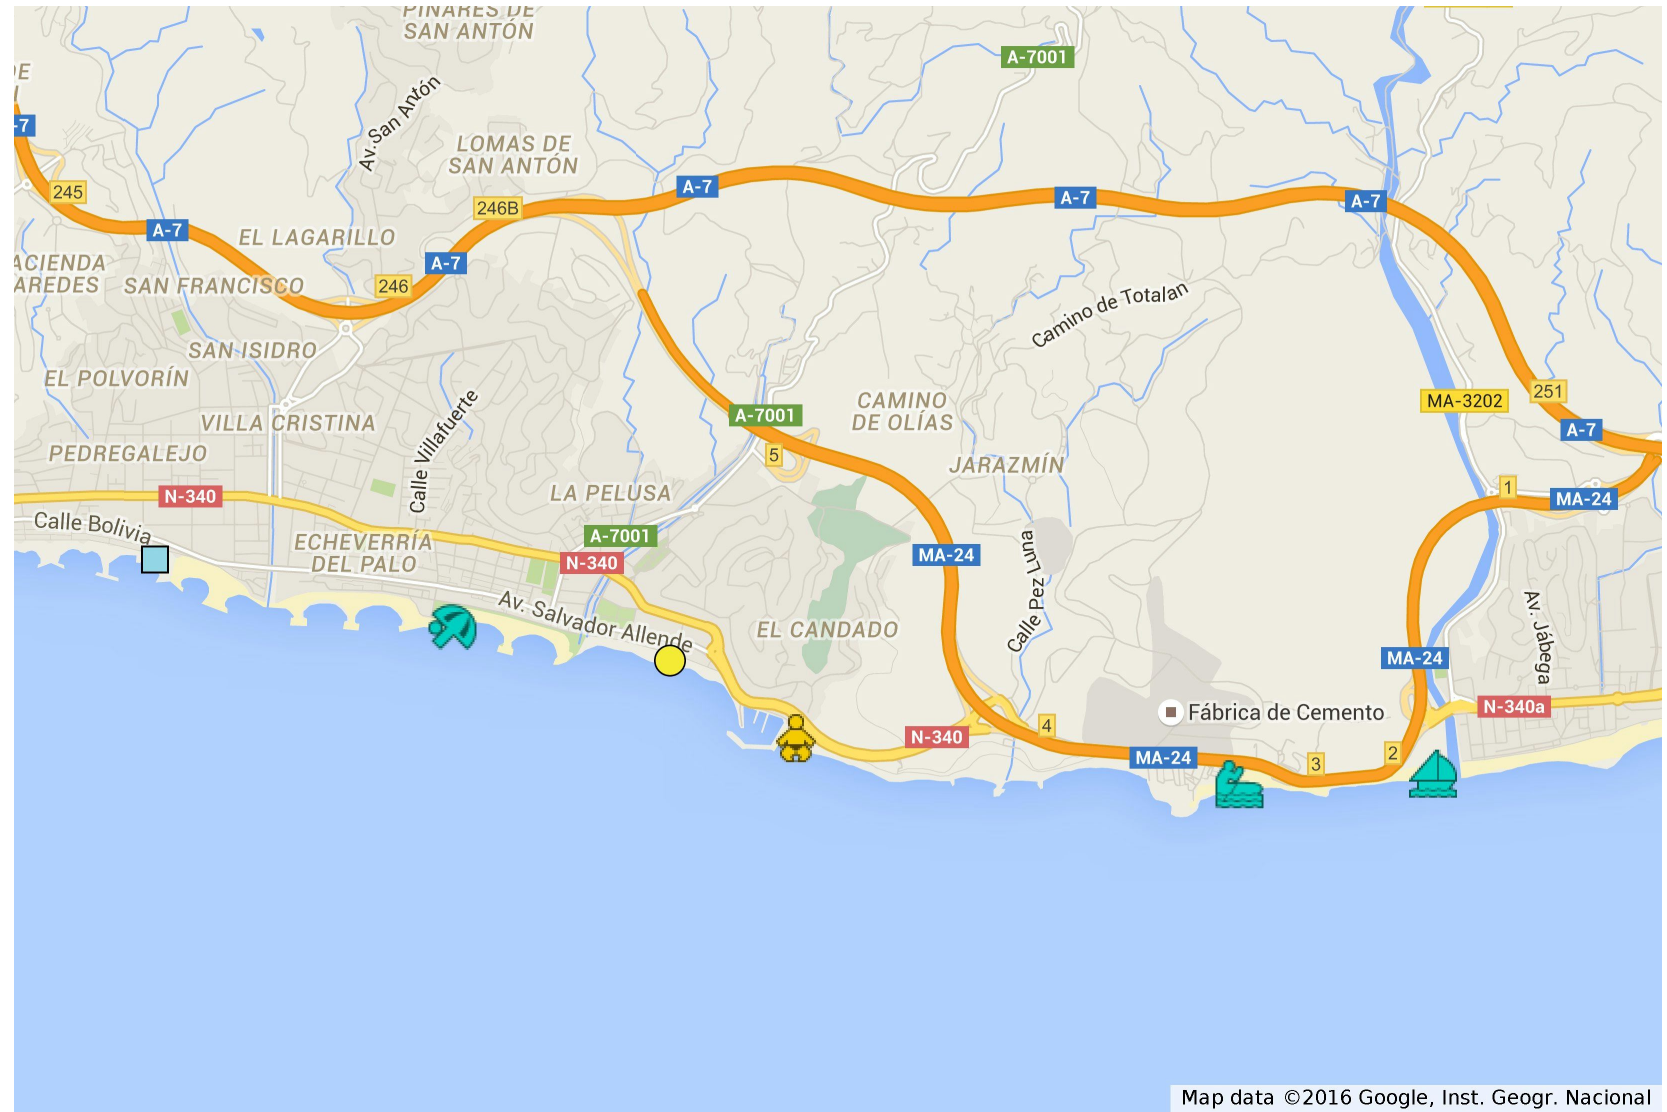 PINARES DE
SAN ANTÓN
A-7001
Av. San Antón
-7
LOMAS DE
SAN ANTÓN
245
A-7
A-7
A-7
246B
A-7
EL LAGARILLO
A-7
ACIENDA
AREDES
SAN FRANCISCO
246
Camino de Totalan
SAN ISIDRO
EL POLVORÍN
251
MA-3202
CAMINO
DE OLÍAS
A-7001
VILLA CRISTINA
Calle Villafuerte
A-7
PEDREGALEJO
5
JARAZMÍN
N-340
LA PELUSA
1
MA-24
Calle Bolivia
A-7001
ECHEVERRÍA
DEL PALO
N-340
MA-24
Calle Pez Luna
Av. Salvador Allende
EL CANDADO
Av. Jábega
MA-24
Fábrica de Cemento
N-340a
4
N-340
MA-24
3
2
Map data ©2016 Google, Inst. Geogr. Nacional